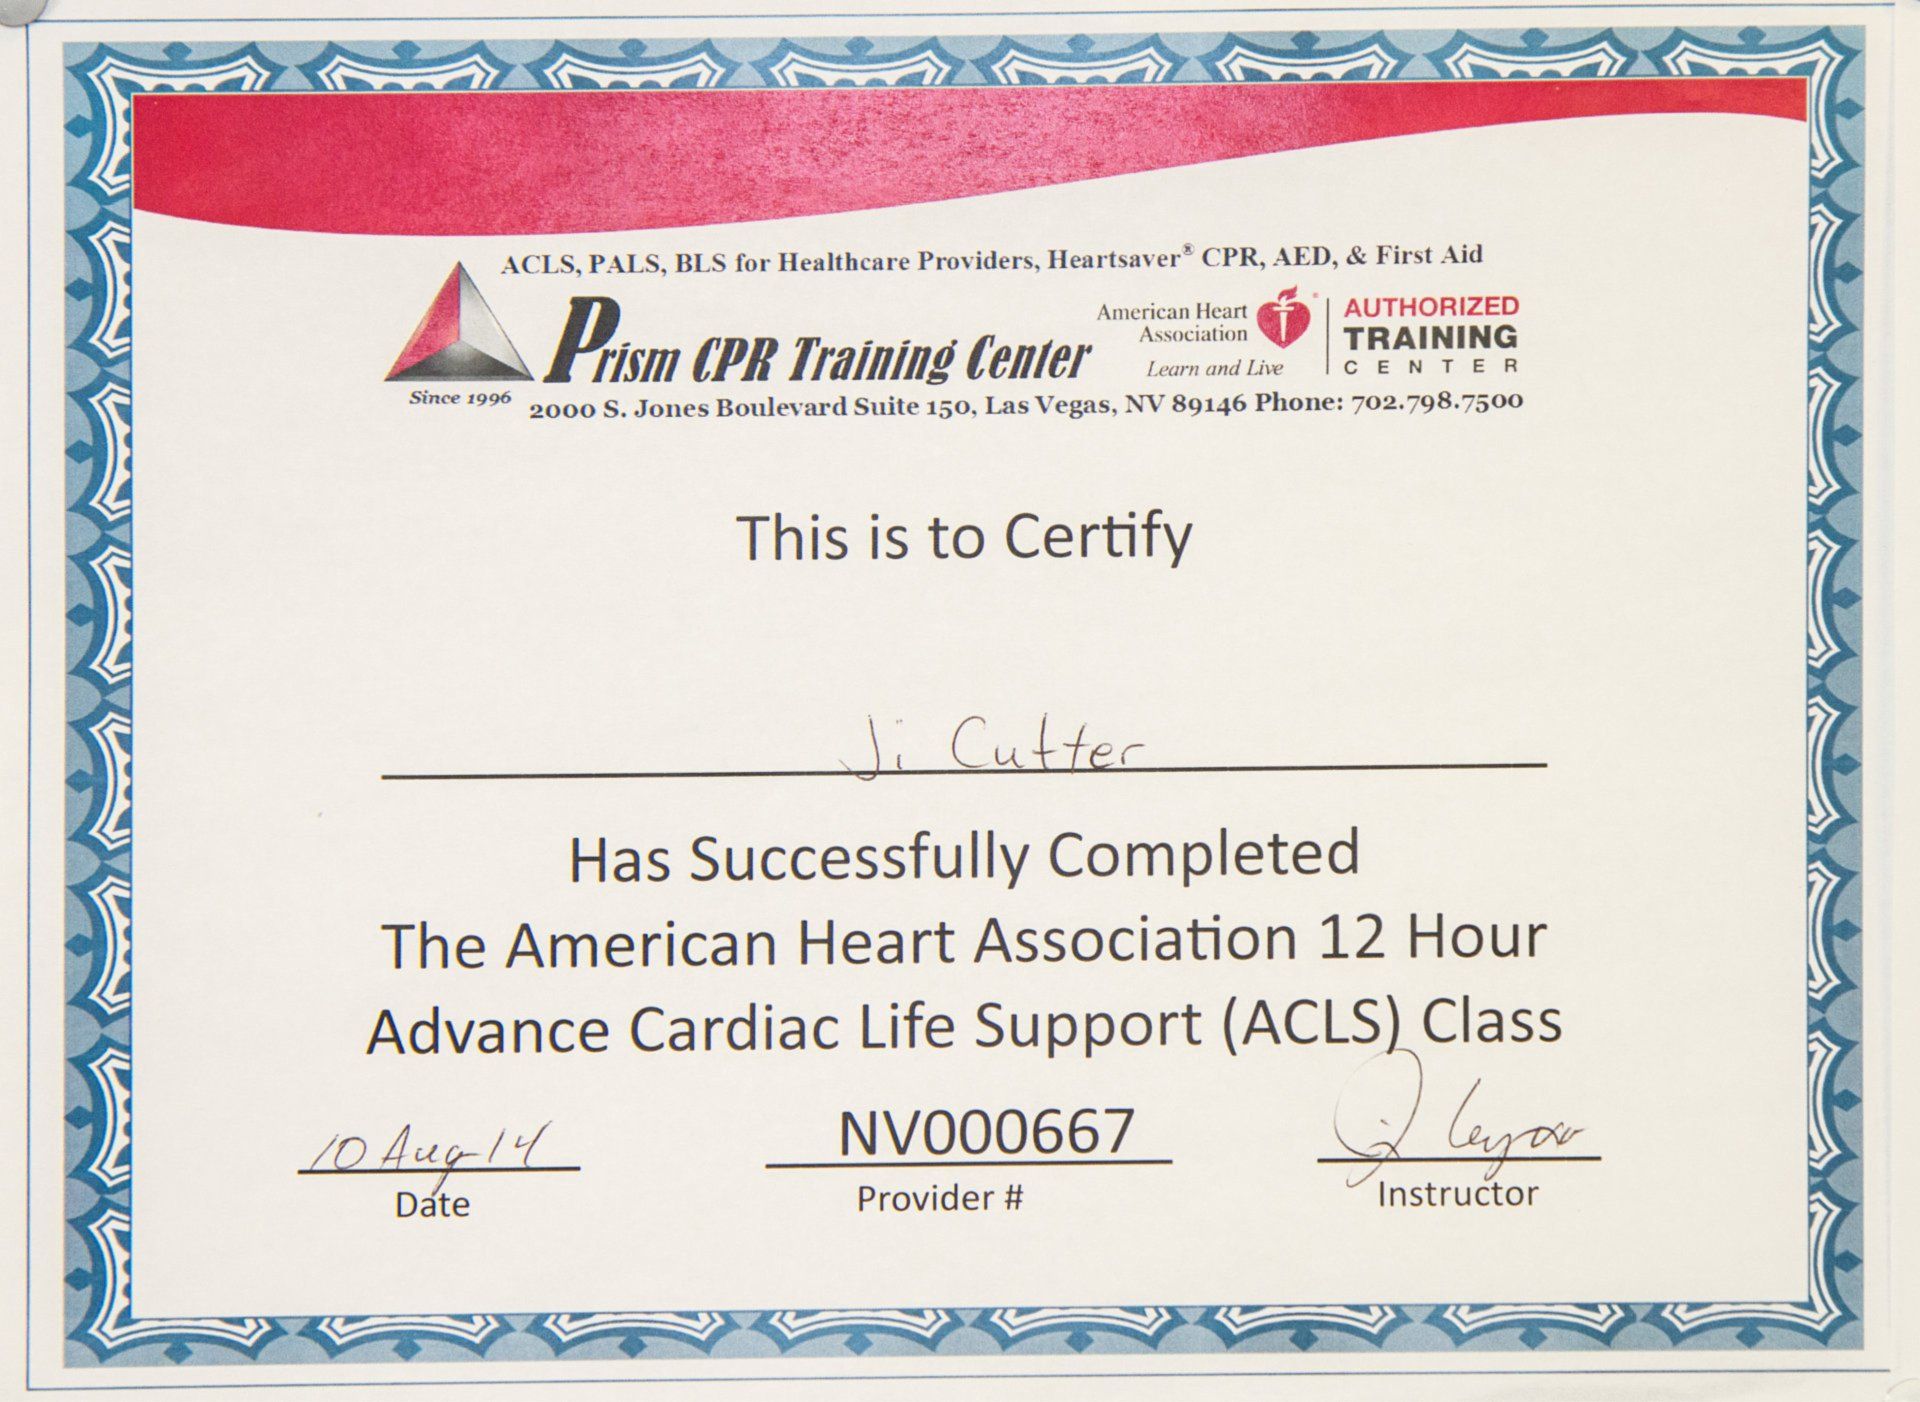 ACLS, PALS, BLS for Healthcare Providers, Heartsaver® CPR, AED, & First Aid
Prism CPR Training Center
American Heart
Association
Learn and Live
AUTHORIZED
TRAINING
CENTER
Since 1996
2000 S. Jones Boulevard Suite 150, Las Vegas, NV 89146 Phone: 702.798.7500
This is to Certify
Ji Cutter
Has Successfully Completed
The American Heart Association 12 Hour
Advance Cardiac Life Support (ACLS) Class
10 Aug 14
NV000667
Date
Provider #
Instructor